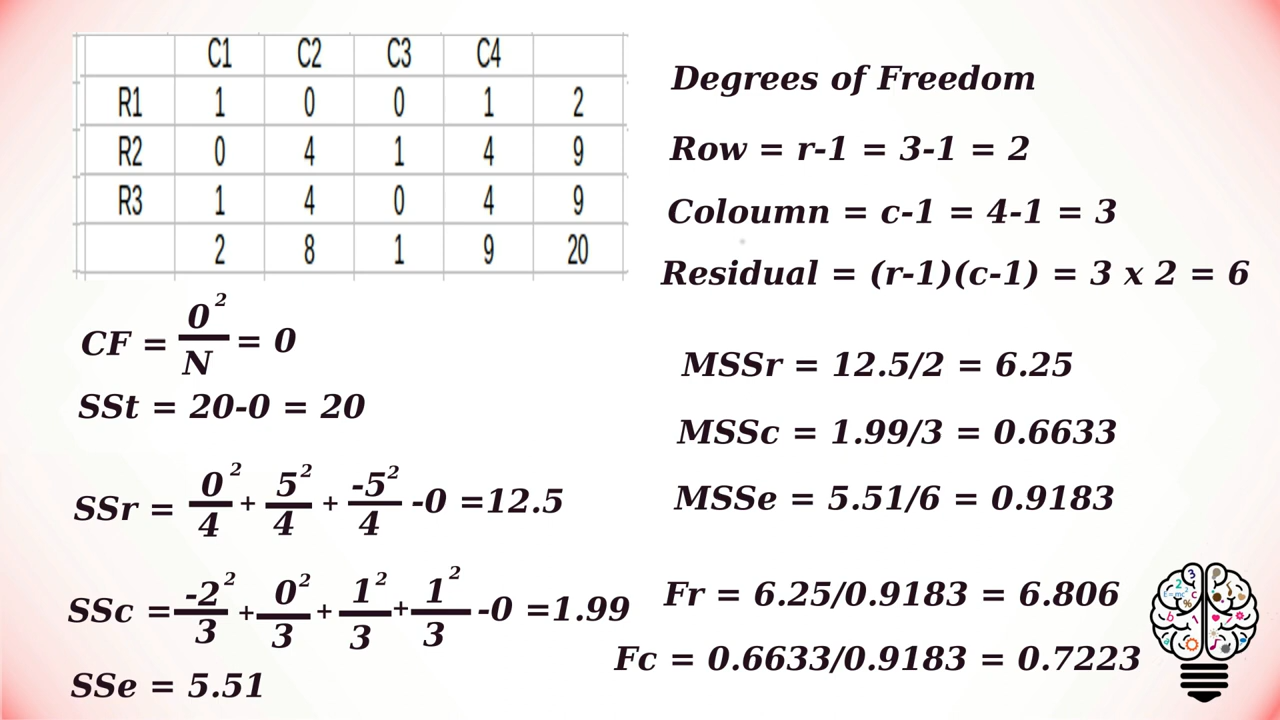 C1 C2 C3 C4
R1 1 0 0 1 2
R2 0 4 1 4 9
R3 1 4 0 4 9
2 8 1 9 20
CF = 0²/N = 0
SSt = 20-0 = 20
SSr = 0²/4 + 5²/4 + -5²/4 -0 =12.5
SSc = -2²/3 + 0²/3 + 1²/3 + 1²/3 -0 =1.99
SSe = 5.51
Degrees of Freedom
Row = r-1 = 3-1 = 2
Coloumn = c-1 = 4-1 = 3
Residual = (r-1)(c-1) = 3 x 2 = 6
MSSr = 12.5/2 = 6.25
MSSc = 1.99/3 = 0.6633
MSSe = 5.51/6 = 0.9183
Fr = 6.25/0.9183 = 6.806
Fc = 0.6633/0.9183 = 0.7223